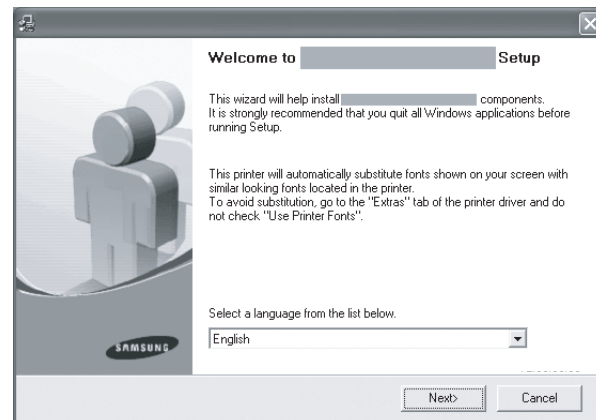 Welcome to Setup
This wizard will help install components.
It is strongly recommended that you quit all Windows applications before
running Setup.
This printer will automatically substitute fonts shown on your screen with
similar looking fonts located in the printer.
To avoid substitution, go to the "Extras" tab of the printer driver and do
not check "Use Printer Fonts".
Select a language from the list below.
English
SAMSUNG
Next>
Cancel